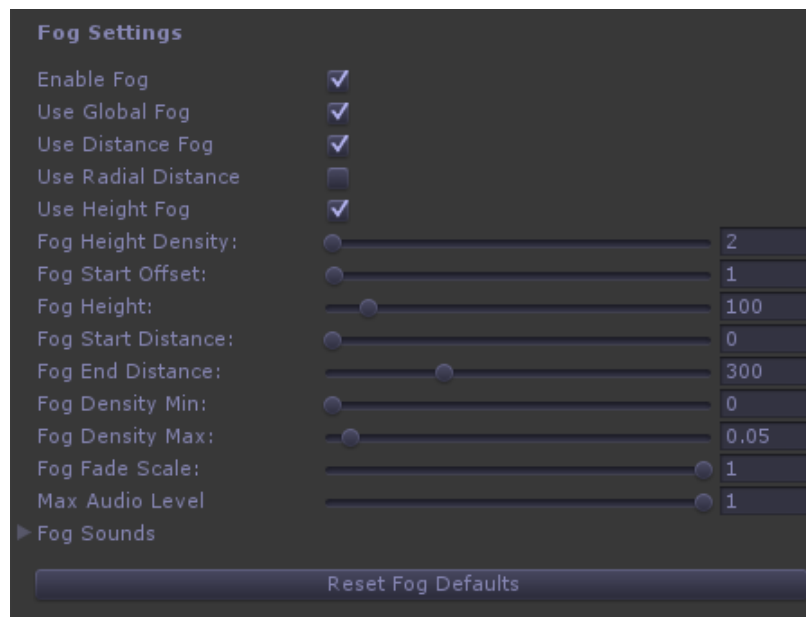 Fog Settings
Enable Fog
Use Global Fog
Use Distance Fog
Use Radial Distance
Use Height Fog
Fog Height Density: 2
Fog Start Offset: 1
Fog Height: 100
Fog Start Distance: 0
Fog End Distance: 300
Fog Density Min: 0
Fog Density Max: 0.05
Fog Fade Scale: 1
Max Audio Level 1
Fog Sounds
Reset Fog Defaults